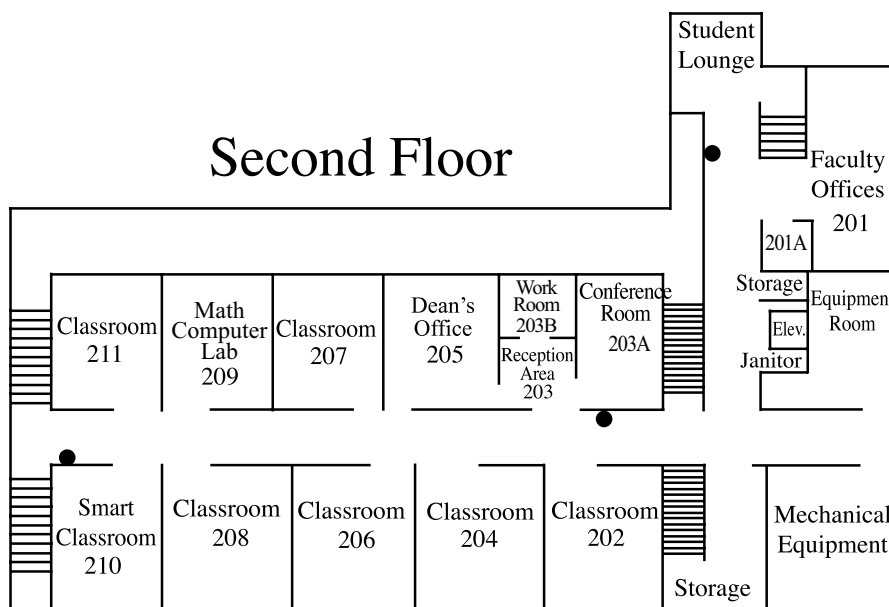 Student
Lounge
Second Floor
Faculty
Offices
201
201A
Storage
Equipment
Room
Elev.
Janitor
Classroom
211
Math
Computer
Lab
209
Classroom
207
Dean's
Office
205
Work
Room
203B
Reception
Area
203
Conference
Room
203A
Smart
Classroom
210
Classroom
208
Classroom
206
Classroom
204
Classroom
202
Storage
Mechanical
Equipment